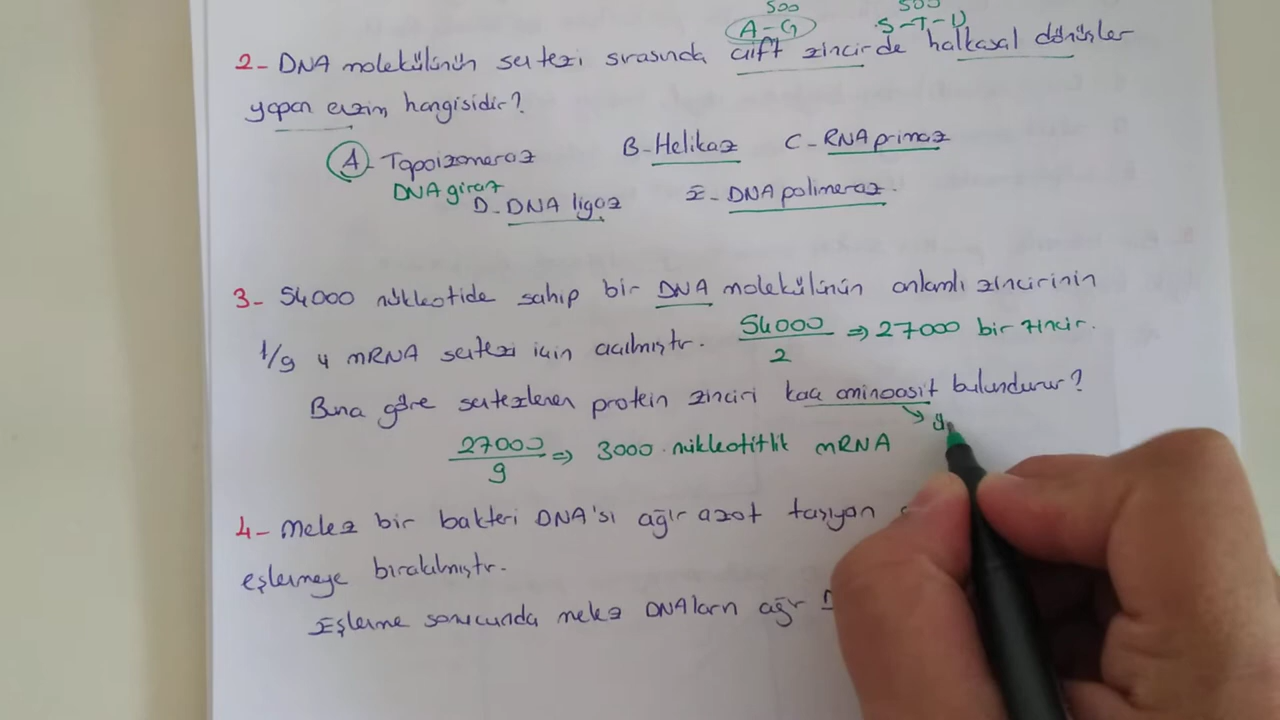 500 500
A-G S-T-U
2- DNA molekülünün sentezi sırasında çift zincirde halkasal dönüşler
yapan enzim hangisidir?
A- Topoizomeraz B- Helikaz C- RNA primaz
DNA giraz
D- DNA ligaz E- DNA polimeraz.
3- 54000 nükleotide sahip bir DNA molekülünün anlamlı zincirinin
1/9 u mRNA sentezi için açılmıştır. 54000/2 ⇒ 27000 bir zincir.
Buna göre sentezlenen protein zinciri kaç aminoasit bulundurur?
27000/9 ⇒ 3000 nükleotitlik mRNA
4- Melez bir bakteri DNA'sı ağır azot taşıyan
eşlenmeye bırakılmıştır.
Eşlenme sonucunda melez DNAların ağır